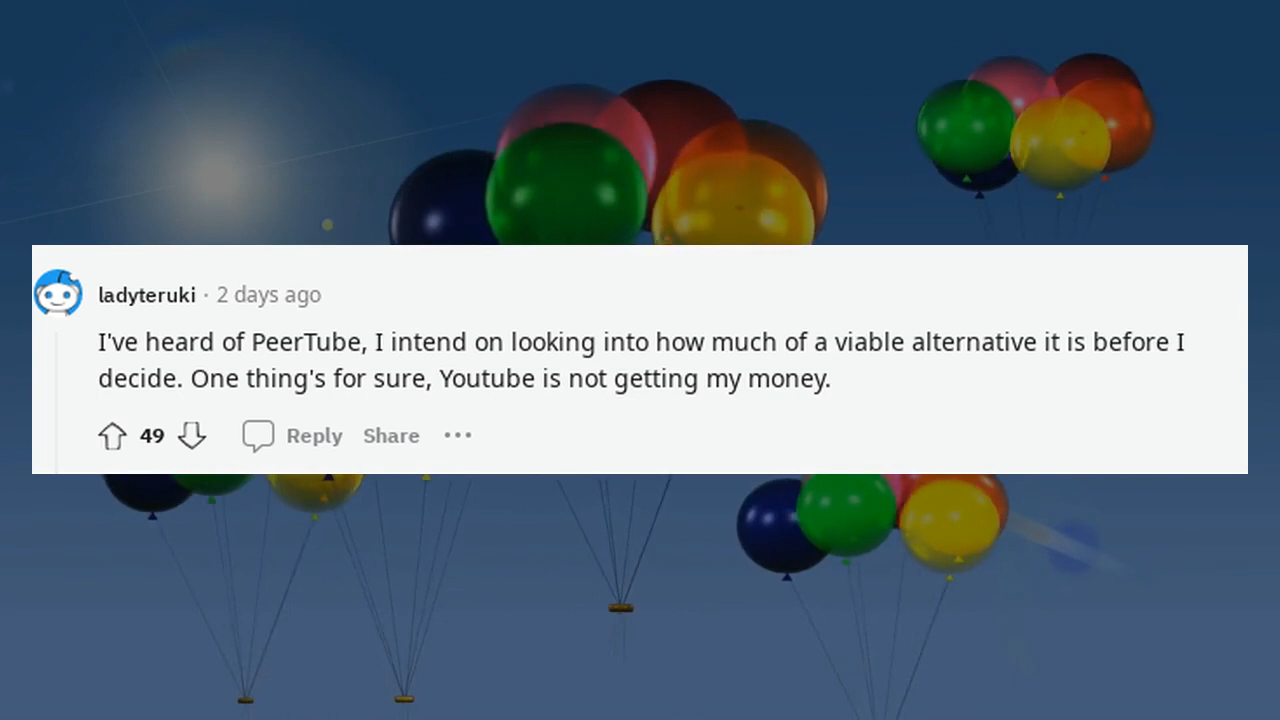 ladyteruki · 2 days ago
I've heard of PeerTube, I intend on looking into how much of a viable alternative it is before I
decide. One thing's for sure, Youtube is not getting my money.
49 Reply Share ···